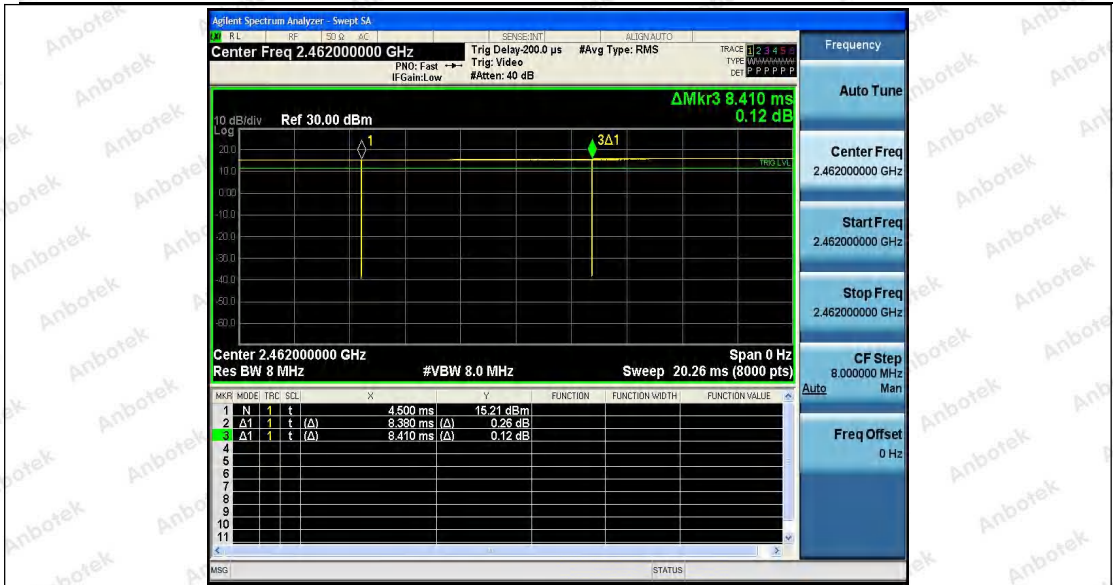 Agilent Spectrum Analyzer - Swept SA
LXI RL RF 50 Ω AC SENSE:INT ALIGNAUTO
Center Freq 2.462000000 GHz
PNO: Fast
IFGain:Low
Trig Delay-200.0 µs
Trig: Video
#Atten: 40 dB
#Avg Type: RMS
TRACE 1 2 3 4 5 6
TYPE
DET P P P P P P
ΔMkr3 8.410 ms
0.12 dB
10 dB/div Ref 30.00 dBm
Log
1
3Δ1
TRIG LVL
20.0
10.0
0.00
-10.0
-20.0
-30.0
-40.0
-50.0
-60.0
Center 2.462000000 GHz Span 0 Hz
Res BW 8 MHz #VBW 8.0 MHz Sweep 20.26 ms (8000 pts)
MKR MODE TRC SCL X Y FUNCTION FUNCTION WIDTH FUNCTION VALUE
1 N 1 t 4.500 ms 15.21 dBm
2 Δ1 1 t (Δ) 8.380 ms (Δ) 0.26 dB
3 Δ1 1 t (Δ) 8.410 ms (Δ) 0.12 dB
4
5
6
7
8
9
10
11
MSG STATUS
Frequency
Auto Tune
Center Freq
2.462000000 GHz
Start Freq
2.462000000 GHz
Stop Freq
2.462000000 GHz
CF Step
8.000000 MHz
Auto Man
Freq Offset
0 Hz
Anbotek